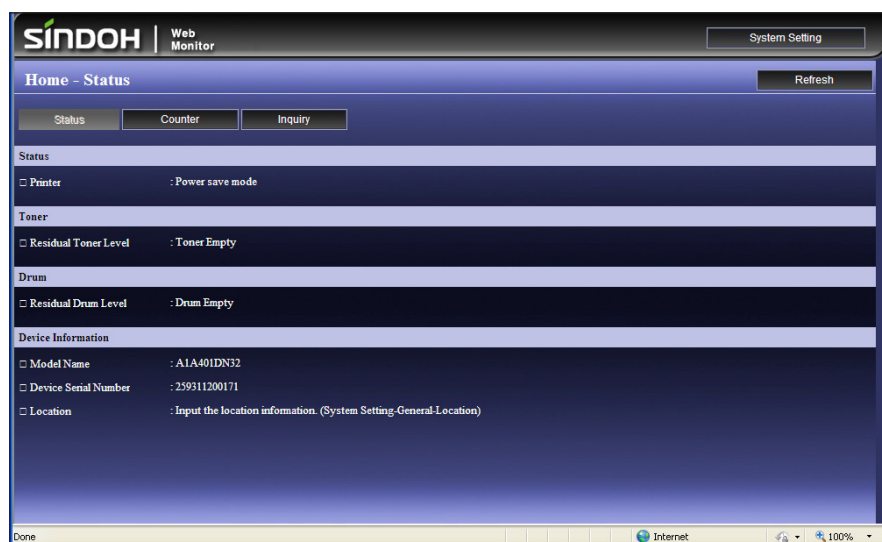 SINDOH Web Monitor
System Setting
Home - Status
Refresh
Status Counter Inquiry
Status
Printer : Power save mode
Toner
Residual Toner Level : Toner Empty
Drum
Residual Drum Level : Drum Empty
Device Information
Model Name : A1A401DN32
Device Serial Number : 259311200171
Location : Input the location information. (System Setting-General-Location)
Done Internet 100%